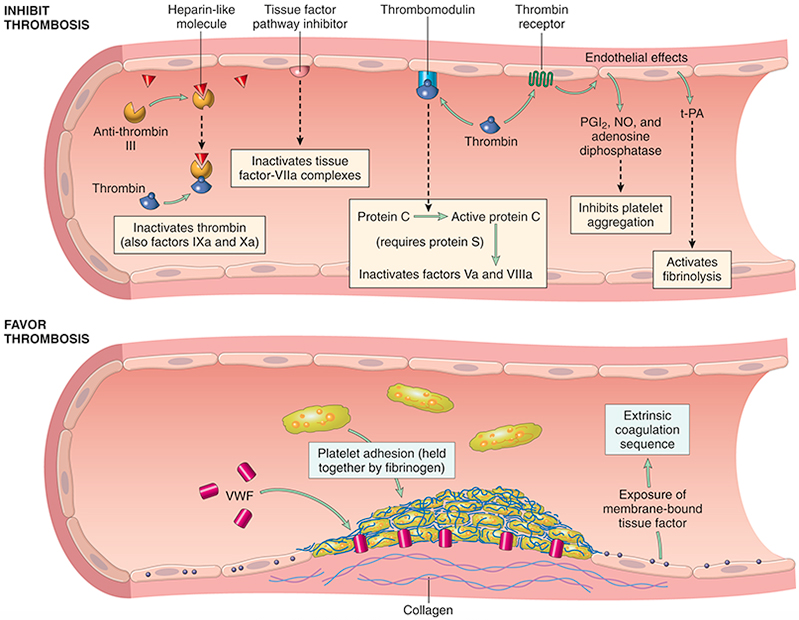 INHIBIT
THROMBOSIS
Heparin-like
molecule
Tissue factor
pathway inhibitor
Thrombomodulin
Thrombin
receptor
Endothelial effects
Anti-thrombin
III
Thrombin
Inactivates thrombin
(also factors IXa and Xa)
Inactivates tissue
factor-VIIa complexes
Thrombin
Protein C
Active protein C
(requires protein S)
Inactivates factors Va and VIIIa
PGI₂, NO, and
adenosine
diphosphatase
Inhibits platelet
aggregation
t-PA
Activates
fibrinolysis
FAVOR
THROMBOSIS
VWF
Platelet adhesion (held
together by fibrinogen)
Extrinsic
coagulation
sequence
Exposure of
membrane-bound
tissue factor
Collagen